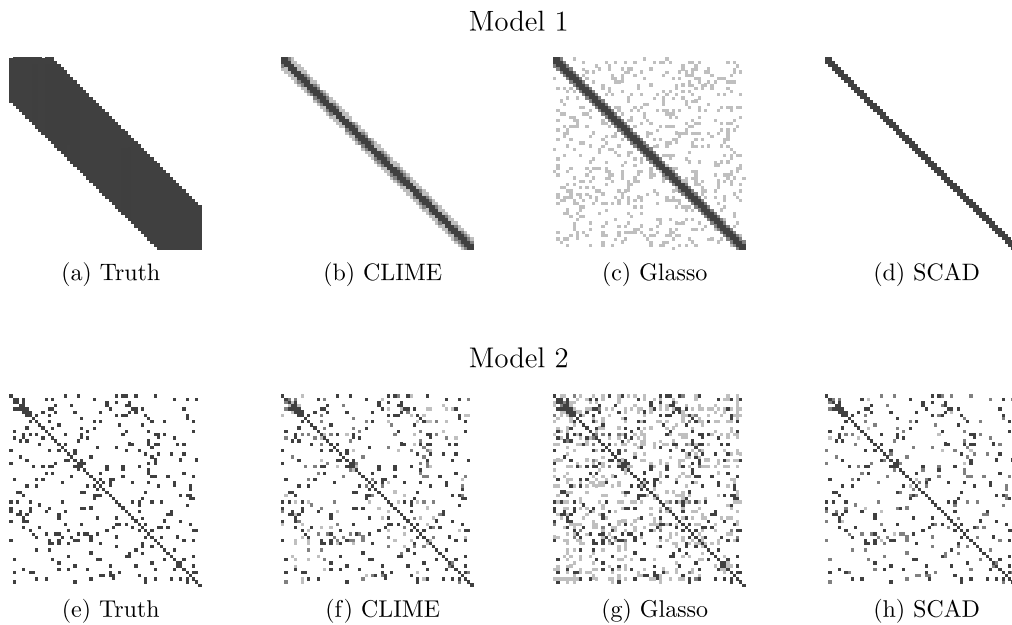 Model 1
(a) Truth
(b) CLIME
(c) Glasso
(d) SCAD
Model 2
(e) Truth
(f) CLIME
(g) Glasso
(h) SCAD